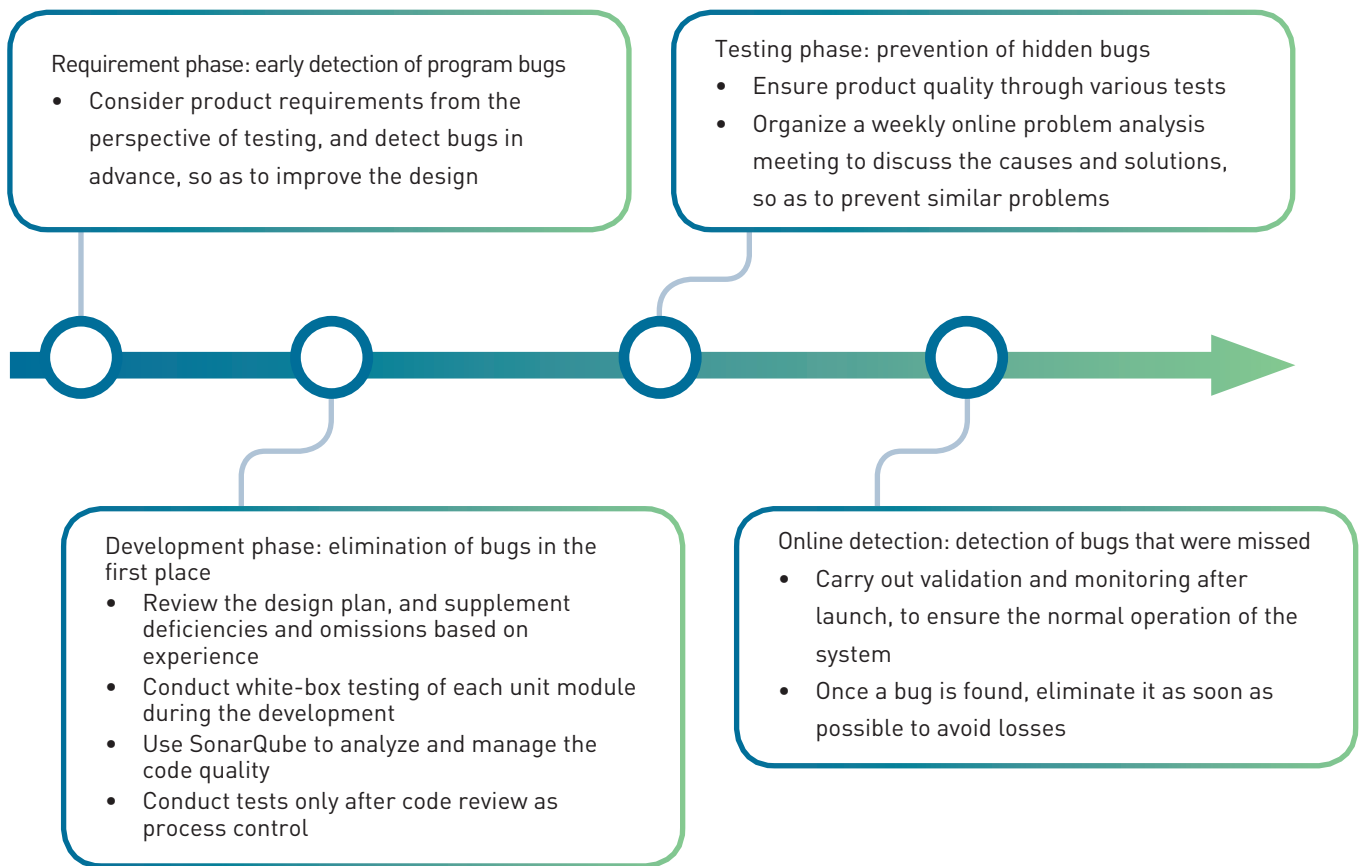 Requirement phase: early detection of program bugs
• Consider product requirements from the
perspective of testing, and detect bugs in
advance, so as to improve the design
Testing phase: prevention of hidden bugs
• Ensure product quality through various tests
• Organize a weekly online problem analysis
meeting to discuss the causes and solutions,
so as to prevent similar problems
Development phase: elimination of bugs in the
first place
• Review the design plan, and supplement
deficiencies and omissions based on
experience
• Conduct white-box testing of each unit module
during the development
• Use SonarQube to analyze and manage the
code quality
• Conduct tests only after code review as
process control
Online detection: detection of bugs that were missed
• Carry out validation and monitoring after
launch, to ensure the normal operation of the
system
• Once a bug is found, eliminate it as soon as
possible to avoid losses